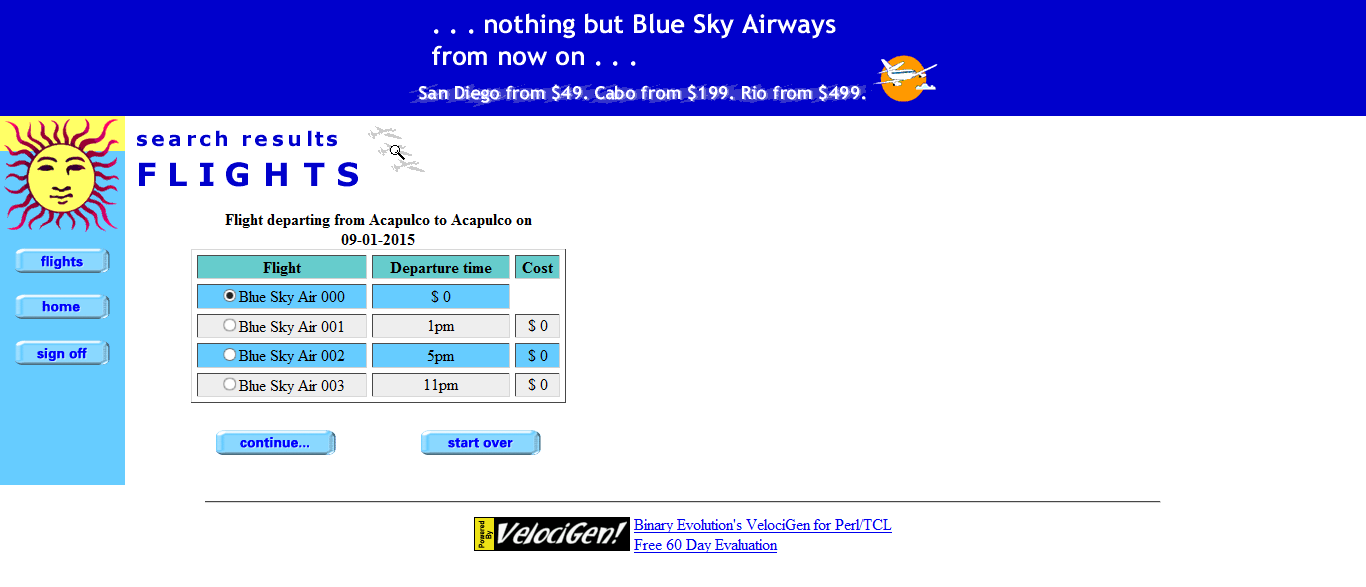 . . . nothing but Blue Sky Airways
from now on . . .
San Diego from $49. Cabo from $199. Rio from $499.
search results
FLIGHTS
flights
home
sign off
Flight departing from Acapulco to Acapulco on
09-01-2015
Flight Departure time Cost
Blue Sky Air 000 $ 0
Blue Sky Air 001 1pm $ 0
Blue Sky Air 002 5pm $ 0
Blue Sky Air 003 11pm $ 0
continue... start over
Powered By VelociGen!
Binary Evolution's VelociGen for Perl/TCL
Free 60 Day Evaluation